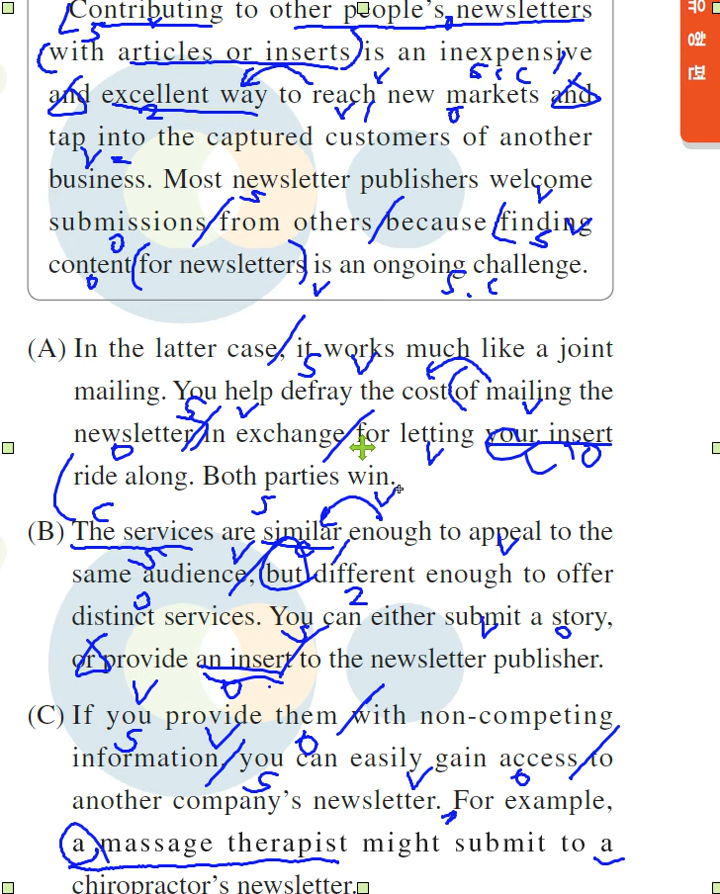 Contributing to other people's newsletters
(with articles or inserts) is an inexpensive
and excellent way to reach new markets and
tap into the captured customers of another
business. Most newsletter publishers welcome
submissions from others because finding
content for newsletters is an ongoing challenge.
(A) In the latter case, it works much like a joint
mailing. You help defray the cost of mailing the
newsletter in exchange for letting your insert
ride along. Both parties win.
(B) The services are similar enough to appeal to the
same audience, but different enough to offer
distinct services. You can either submit a story,
or provide an insert to the newsletter publisher.
(C) If you provide them with non-competing
information, you can easily gain access to
another company's newsletter. For example,
a massage therapist might submit to a
chiropractor's newsletter.